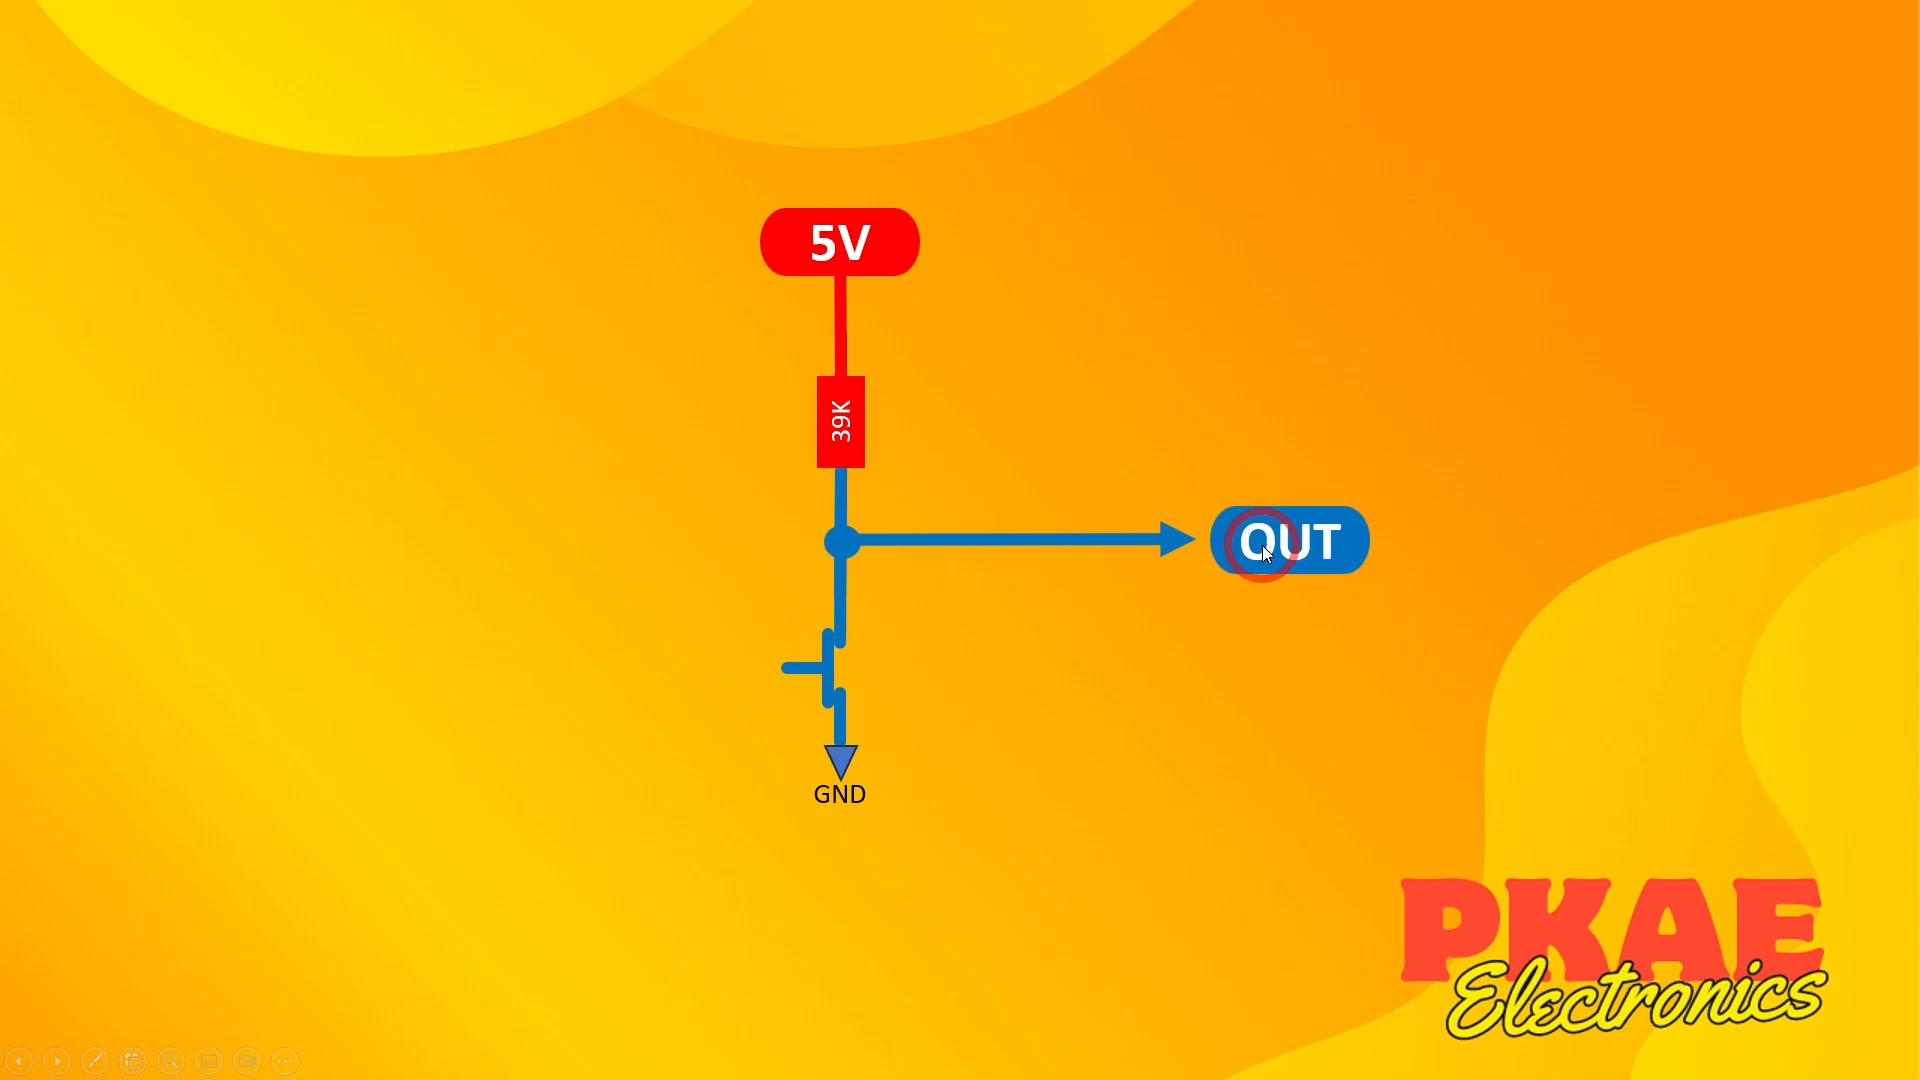 5V
39K
OUT
GND
PKAE
Electronics